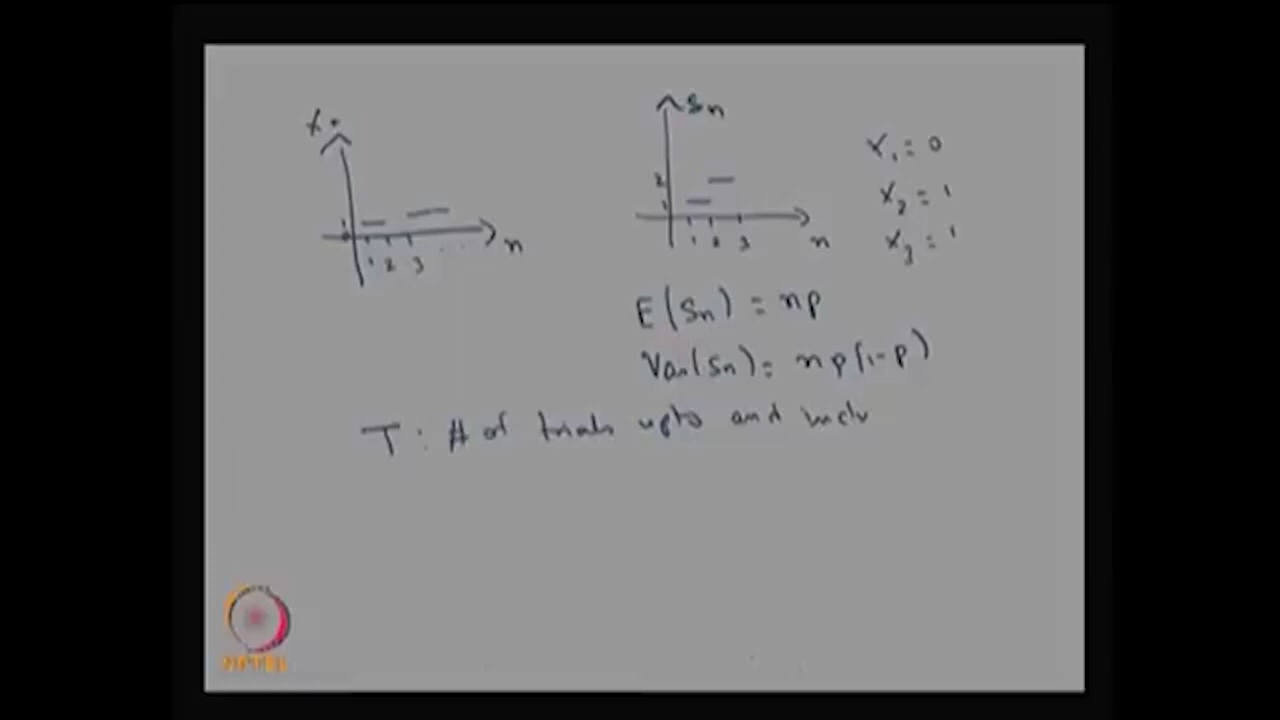 Xn
1
0
1 2 3 .... n
Sn
2
1
1 2 3
n
X1 = 0
X2 = 1
X3 = 1
E(Sn) = np
Var(Sn) = np(1-p)
T : # of trials upto and inclu
NPTEL